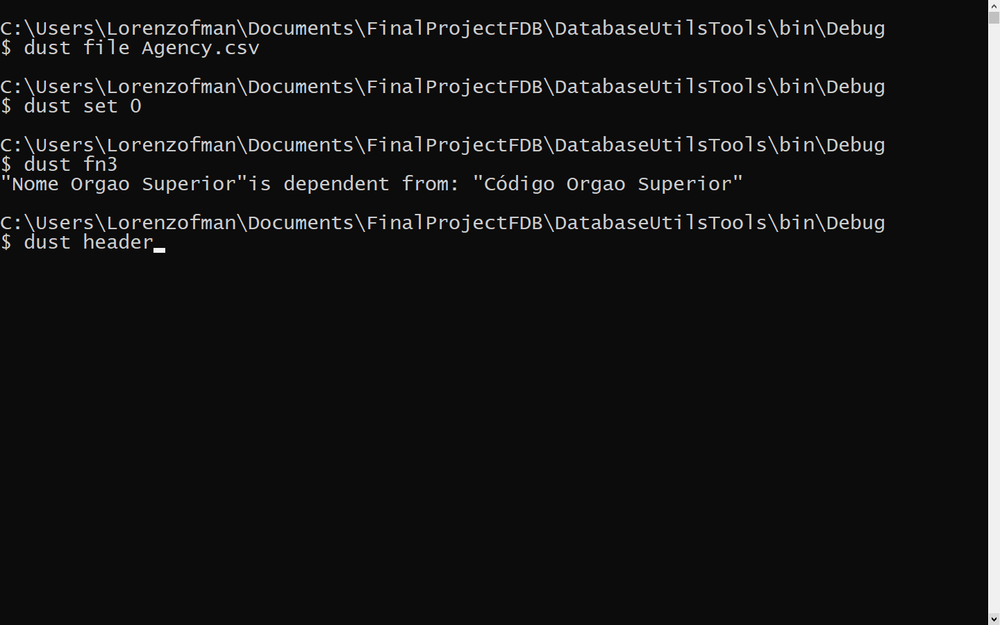 C:\Users\Lorenzofman\Documents\FinalProjectFDB\DatabaseUtilsTools\bin\Debug
$ dust file Agency.csv
C:\Users\Lorenzofman\Documents\FinalProjectFDB\DatabaseUtilsTools\bin\Debug
$ dust set 0
C:\Users\Lorenzofman\Documents\FinalProjectFDB\DatabaseUtilsTools\bin\Debug
$ dust fn3
"Nome Orgao Superior"is dependent from: "Código Orgao Superior"
C:\Users\Lorenzofman\Documents\FinalProjectFDB\DatabaseUtilsTools\bin\Debug
$ dust header